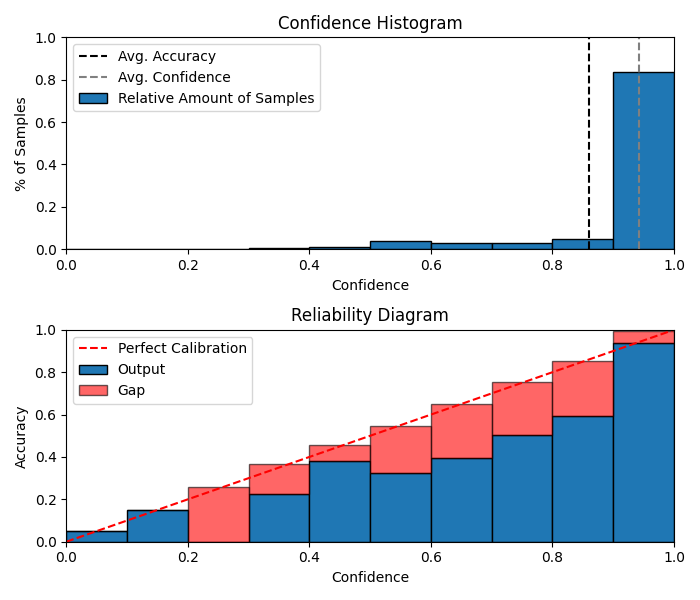 Confidence Histogram
1.0
0.8
0.6
0.4
0.2
0.0
% of Samples
Avg. Accuracy
Avg. Confidence
Relative Amount of Samples
0.0 0.2 0.4 0.6 0.8 1.0
Confidence
Reliability Diagram
1.0
0.8
0.6
0.4
0.2
0.0
Accuracy
Perfect Calibration
Output
Gap
0.0 0.2 0.4 0.6 0.8 1.0
Confidence